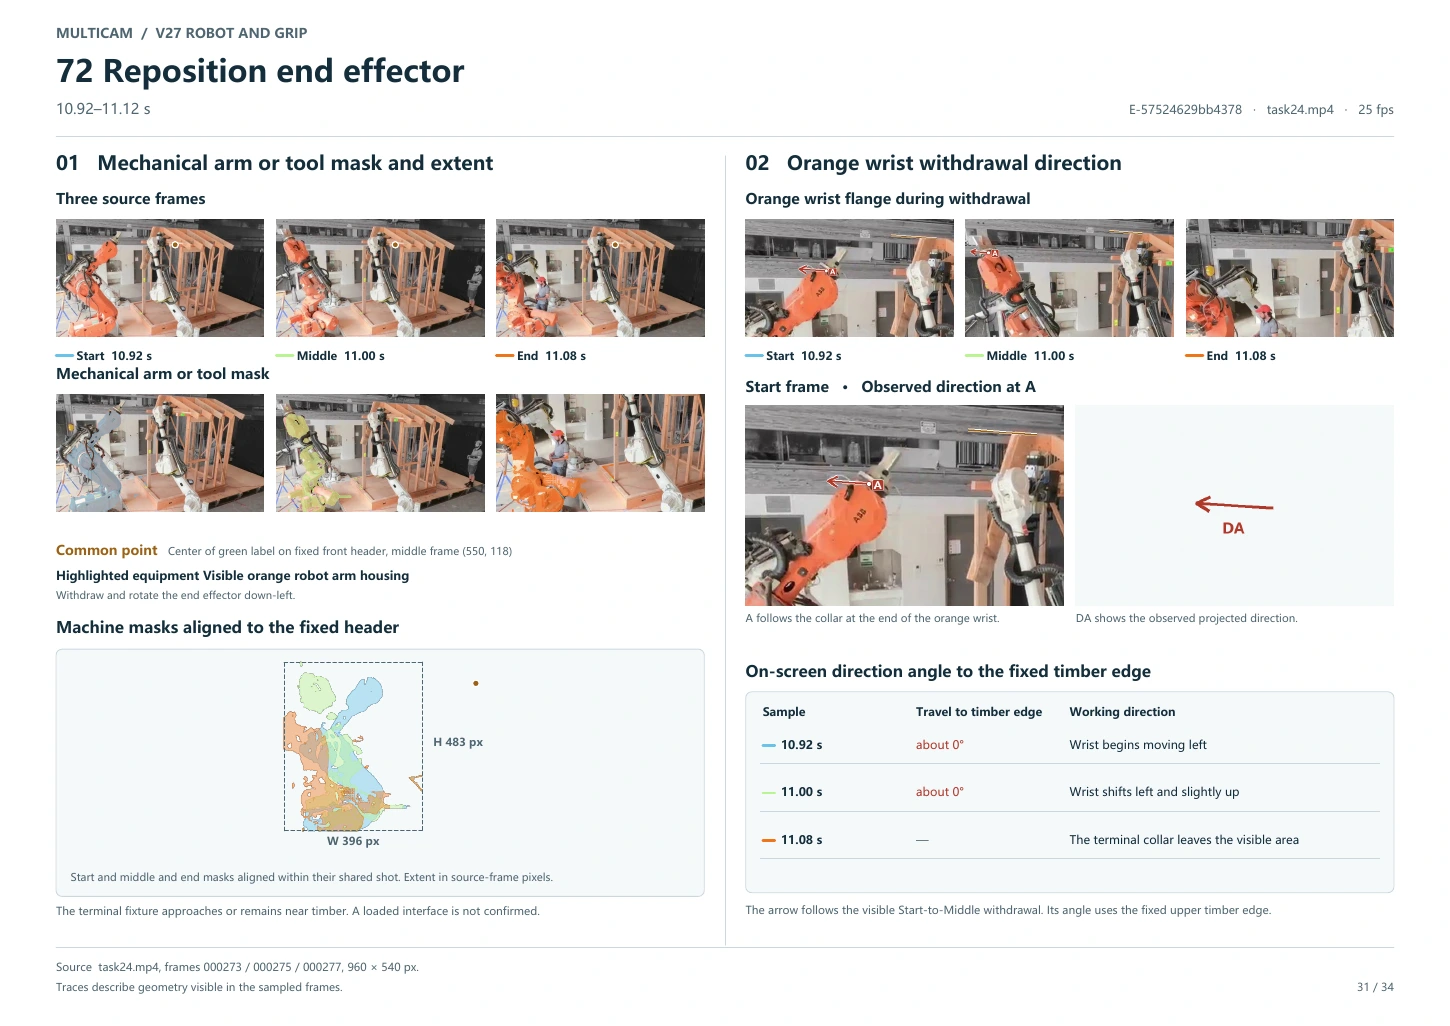 MULTICAM / V27 ROBOT AND GRIP
72 Reposition end effector
10.92–11.12 s
E-57524629bb4378 · task24.mp4 · 25 fps
01 Mechanical arm or tool mask and extent
Three source frames
Start 10.92 s
Middle 11.00 s
End 11.08 s
Mechanical arm or tool mask
Common point Center of green label on fixed front header, middle frame (550, 118)
Highlighted equipment Visible orange robot arm housing
Withdraw and rotate the end effector down-left.
Machine masks aligned to the fixed header
H 483 px
W 396 px
Start and middle and end masks aligned within their shared shot. Extent in source-frame pixels.
The terminal fixture approaches or remains near timber. A loaded interface is not confirmed.
02 Orange wrist withdrawal direction
Orange wrist flange during withdrawal
A
ABB
A
Start 10.92 s
Middle 11.00 s
End 11.08 s
Start frame • Observed direction at A
A
ABB
DA
A follows the collar at the end of the orange wrist.
DA shows the observed projected direction.
On-screen direction angle to the fixed timber edge
Sample Travel to timber edge Working direction
10.92 s about 0° Wrist begins moving left
11.00 s about 0° Wrist shifts left and slightly up
11.08 s — The terminal collar leaves the visible area
The arrow follows the visible Start-to-Middle withdrawal. Its angle uses the fixed upper timber edge.
Source task24.mp4, frames 000273 / 000275 / 000277, 960 × 540 px.
Traces describe geometry visible in the sampled frames.
31 / 34